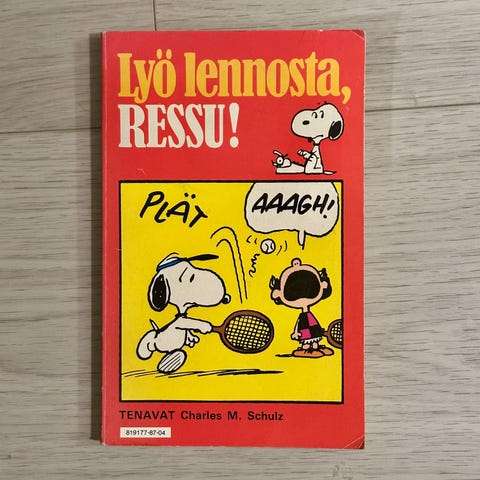 Lyö lennosta,
RESSU!
PLÄT
AAAGH!
TENAVAT Charles M. Schulz
819177-87-04